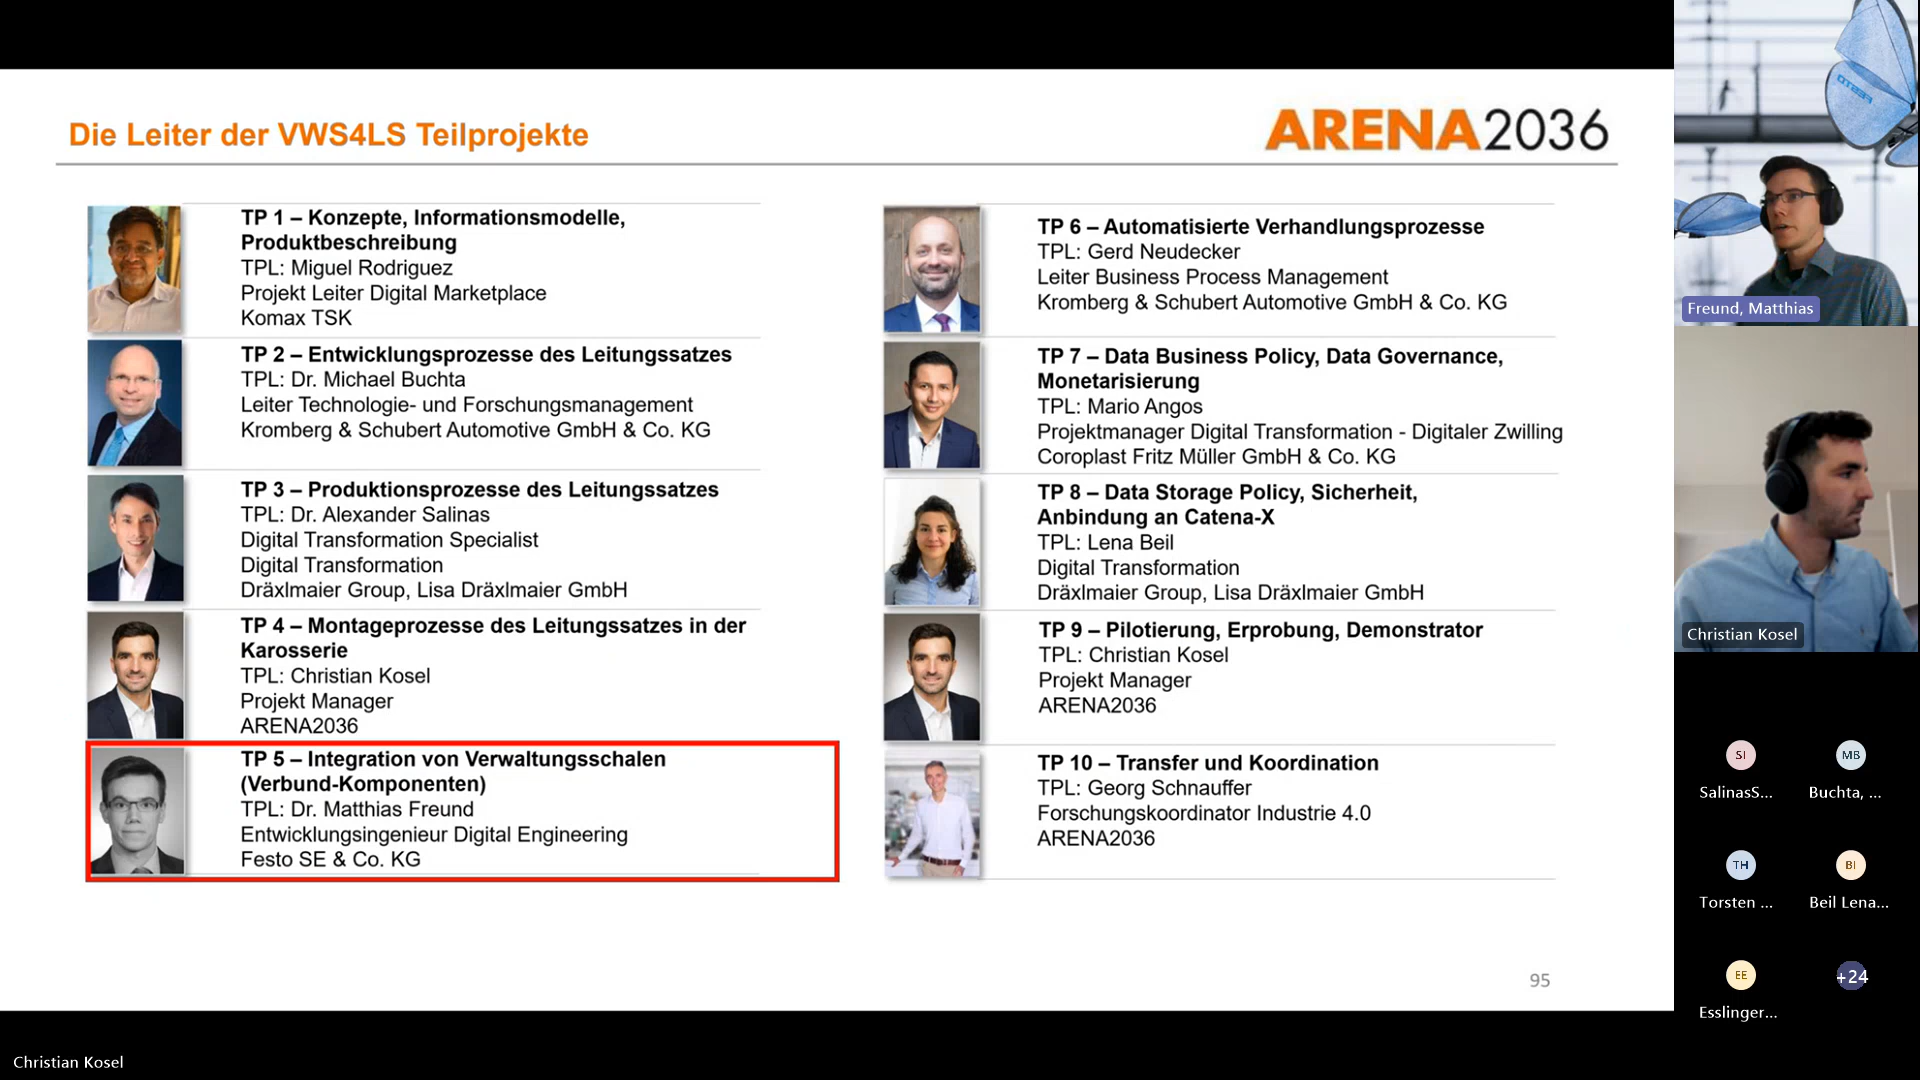 Die Leiter der VWS4LS Teilprojekte
ARENA2036
TP 1 – Konzepte, Informationsmodelle,
Produktbeschreibung
TPL: Miguel Rodriguez
Projekt Leiter Digital Marketplace
Komax TSK
TP 2 – Entwicklungsprozesse des Leitungssatzes
TPL: Dr. Michael Buchta
Leiter Technologie- und Forschungsmanagement
Kromberg & Schubert Automotive GmbH & Co. KG
TP 3 – Produktionsprozesse des Leitungssatzes
TPL: Dr. Alexander Salinas
Digital Transformation Specialist
Digital Transformation
Dräxlmaier Group, Lisa Dräxlmaier GmbH
TP 4 – Montageprozesse des Leitungssatzes in der
Karosserie
TPL: Christian Kosel
Projekt Manager
ARENA2036
TP 5 – Integration von Verwaltungsschalen
(Verbund-Komponenten)
TPL: Dr. Matthias Freund
Entwicklungsingenieur Digital Engineering
Festo SE & Co. KG
TP 6 – Automatisierte Verhandlungsprozesse
TPL: Gerd Neudecker
Leiter Business Process Management
Kromberg & Schubert Automotive GmbH & Co. KG
TP 7 – Data Business Policy, Data Governance,
Monetarisierung
TPL: Mario Angos
Projektmanager Digital Transformation - Digitaler Zwilling
Coroplast Fritz Müller GmbH & Co. KG
TP 8 – Data Storage Policy, Sicherheit,
Anbindung an Catena-X
TPL: Lena Beil
Digital Transformation
Dräxlmaier Group, Lisa Dräxlmaier GmbH
TP 9 – Pilotierung, Erprobung, Demonstrator
TPL: Christian Kosel
Projekt Manager
ARENA2036
TP 10 – Transfer und Koordination
TPL: Georg Schnauffer
Forschungskoordinator Industrie 4.0
ARENA2036
95
FESTO
Freund, Matthias
Christian Kosel
SI
SalinasS...
MB
Buchta, ...
TH
Torsten ...
BI
Beil Lena...
EE
Esslinger...
+24
Christian Kosel